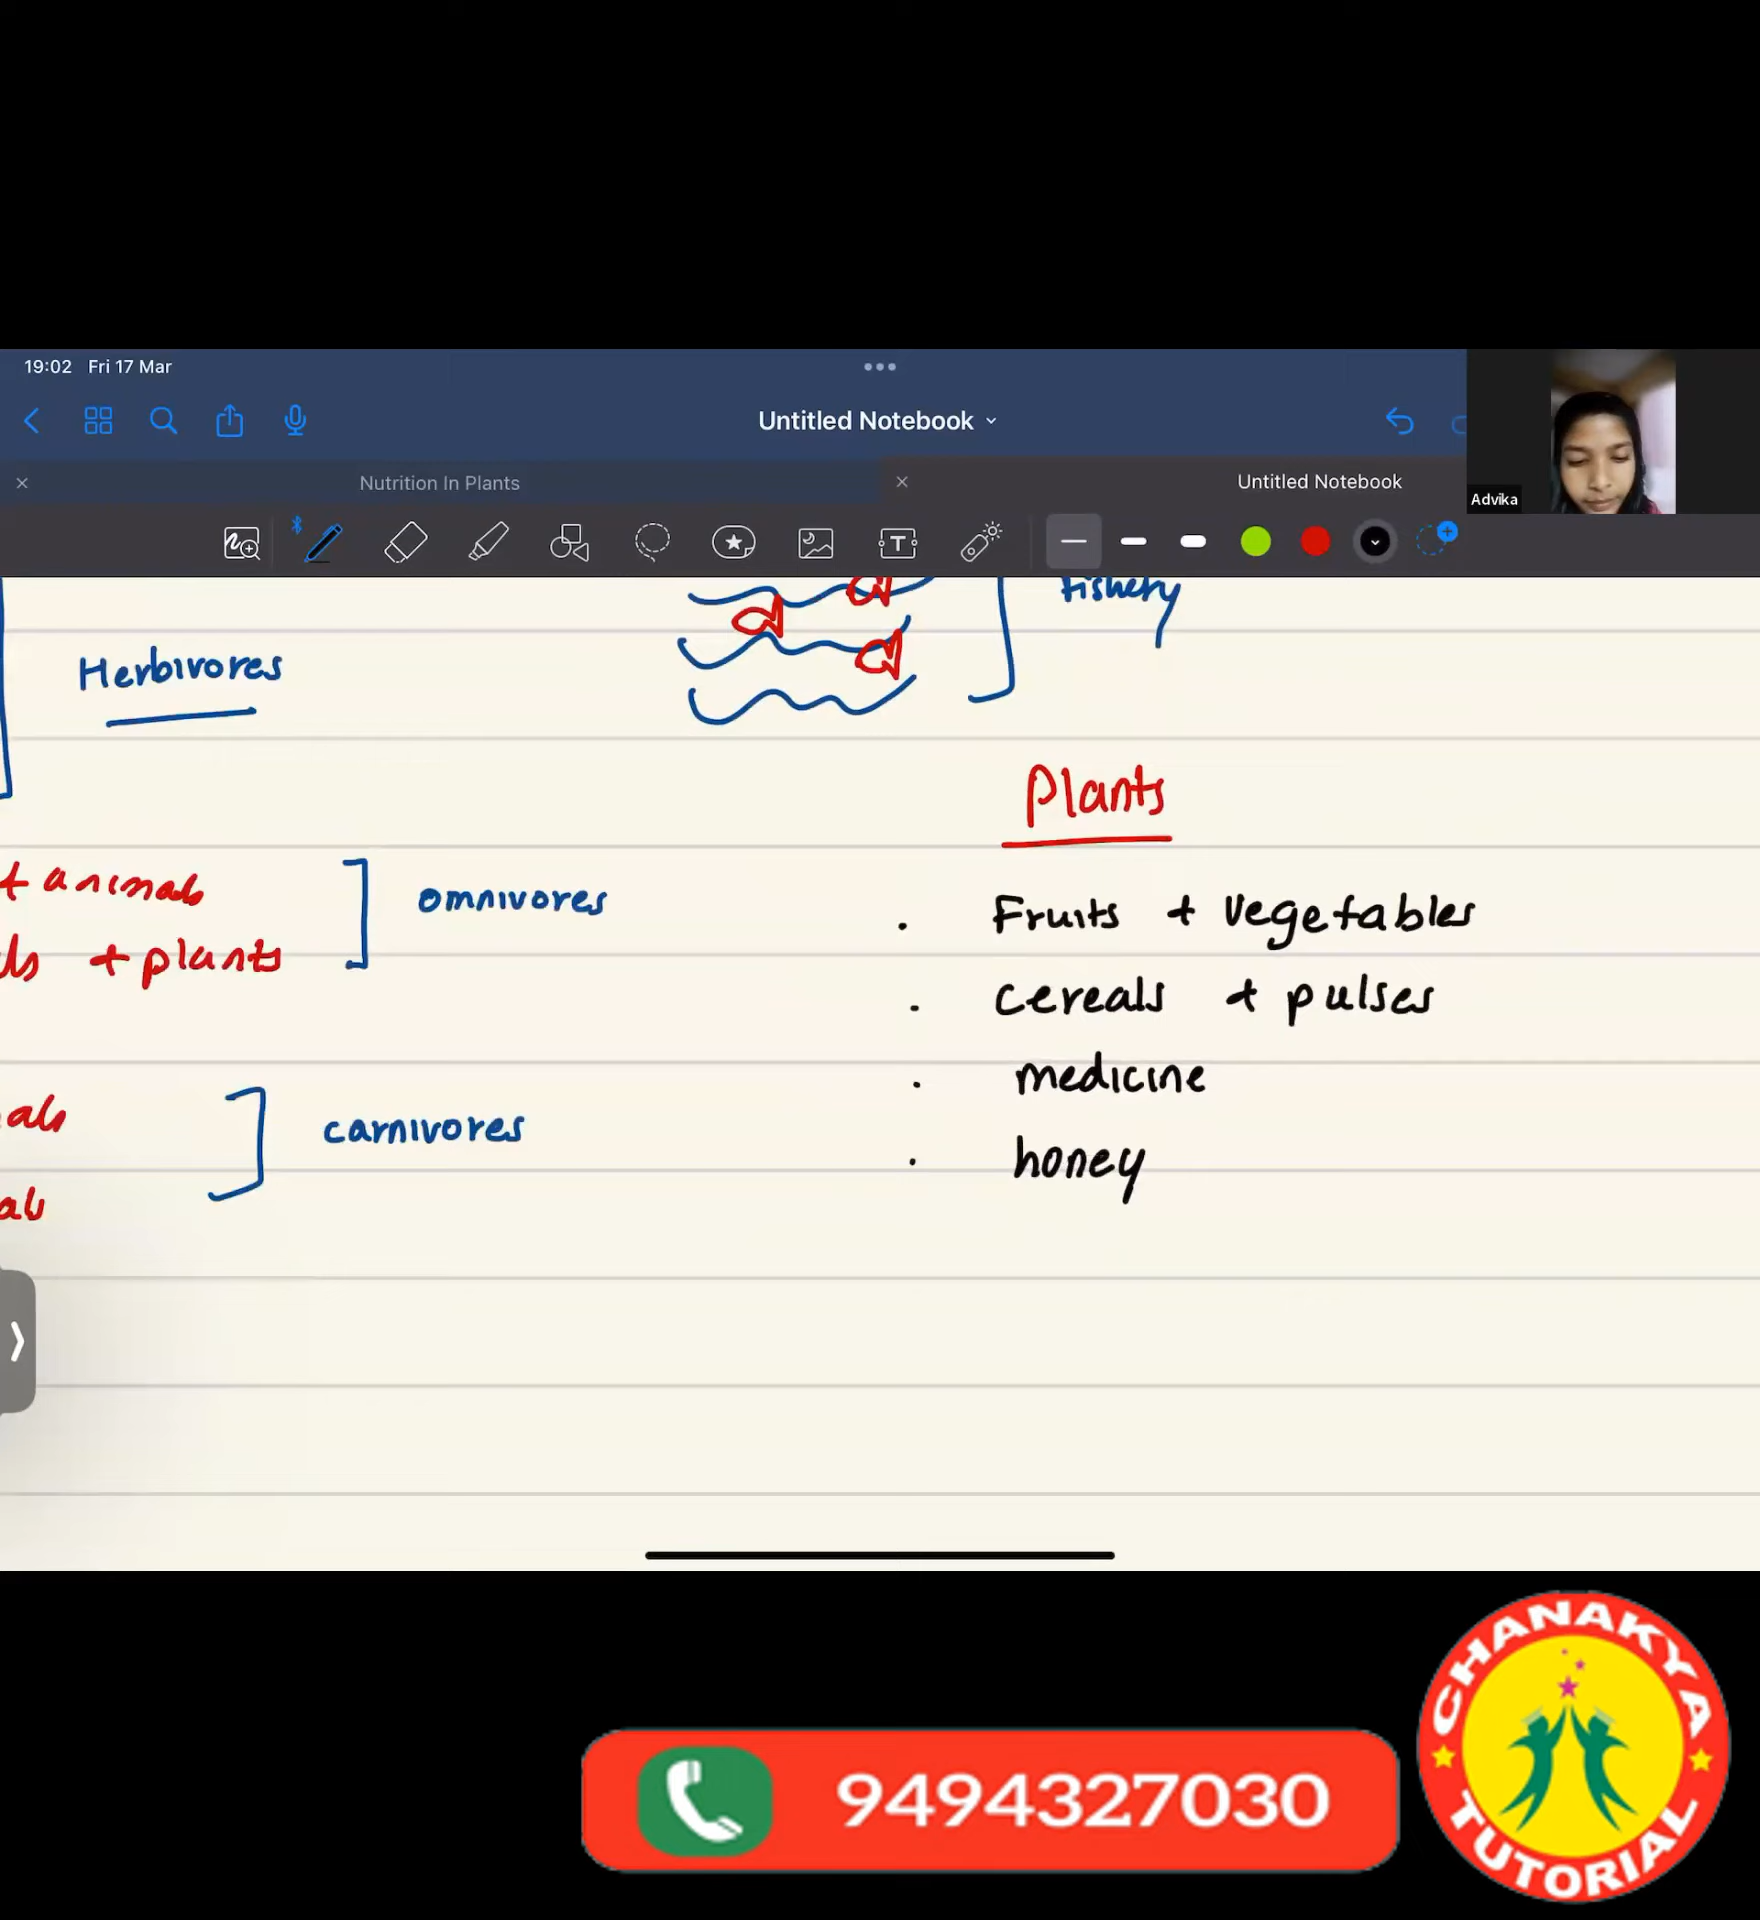 19:02 Fri 17 Mar
Untitled Notebook
Nutrition In Plants
Untitled Notebook
Advika
fishery
Herbivores
Plants
+ animals
omnivores
+ plants
Fruits + vegetables
cereals + pulses
medicine
carnivores
honey
9494327030
CHANAKYA
TUTORIAL